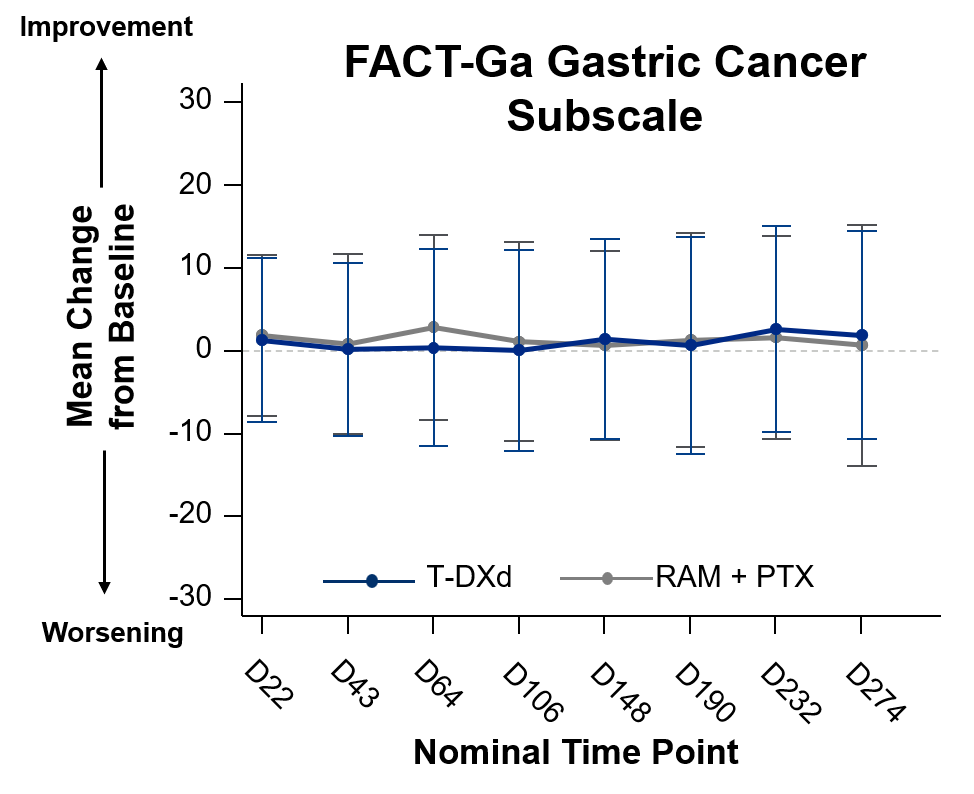 Improvement
FACT-Ga Gastric Cancer
Subscale
Mean Change
from Baseline
30
20
10
0
-10
-20
-30
T-DXd
RAM + PTX
Worsening
D22
D43
D64
D106
D148
D190
D232
D274
Nominal Time Point